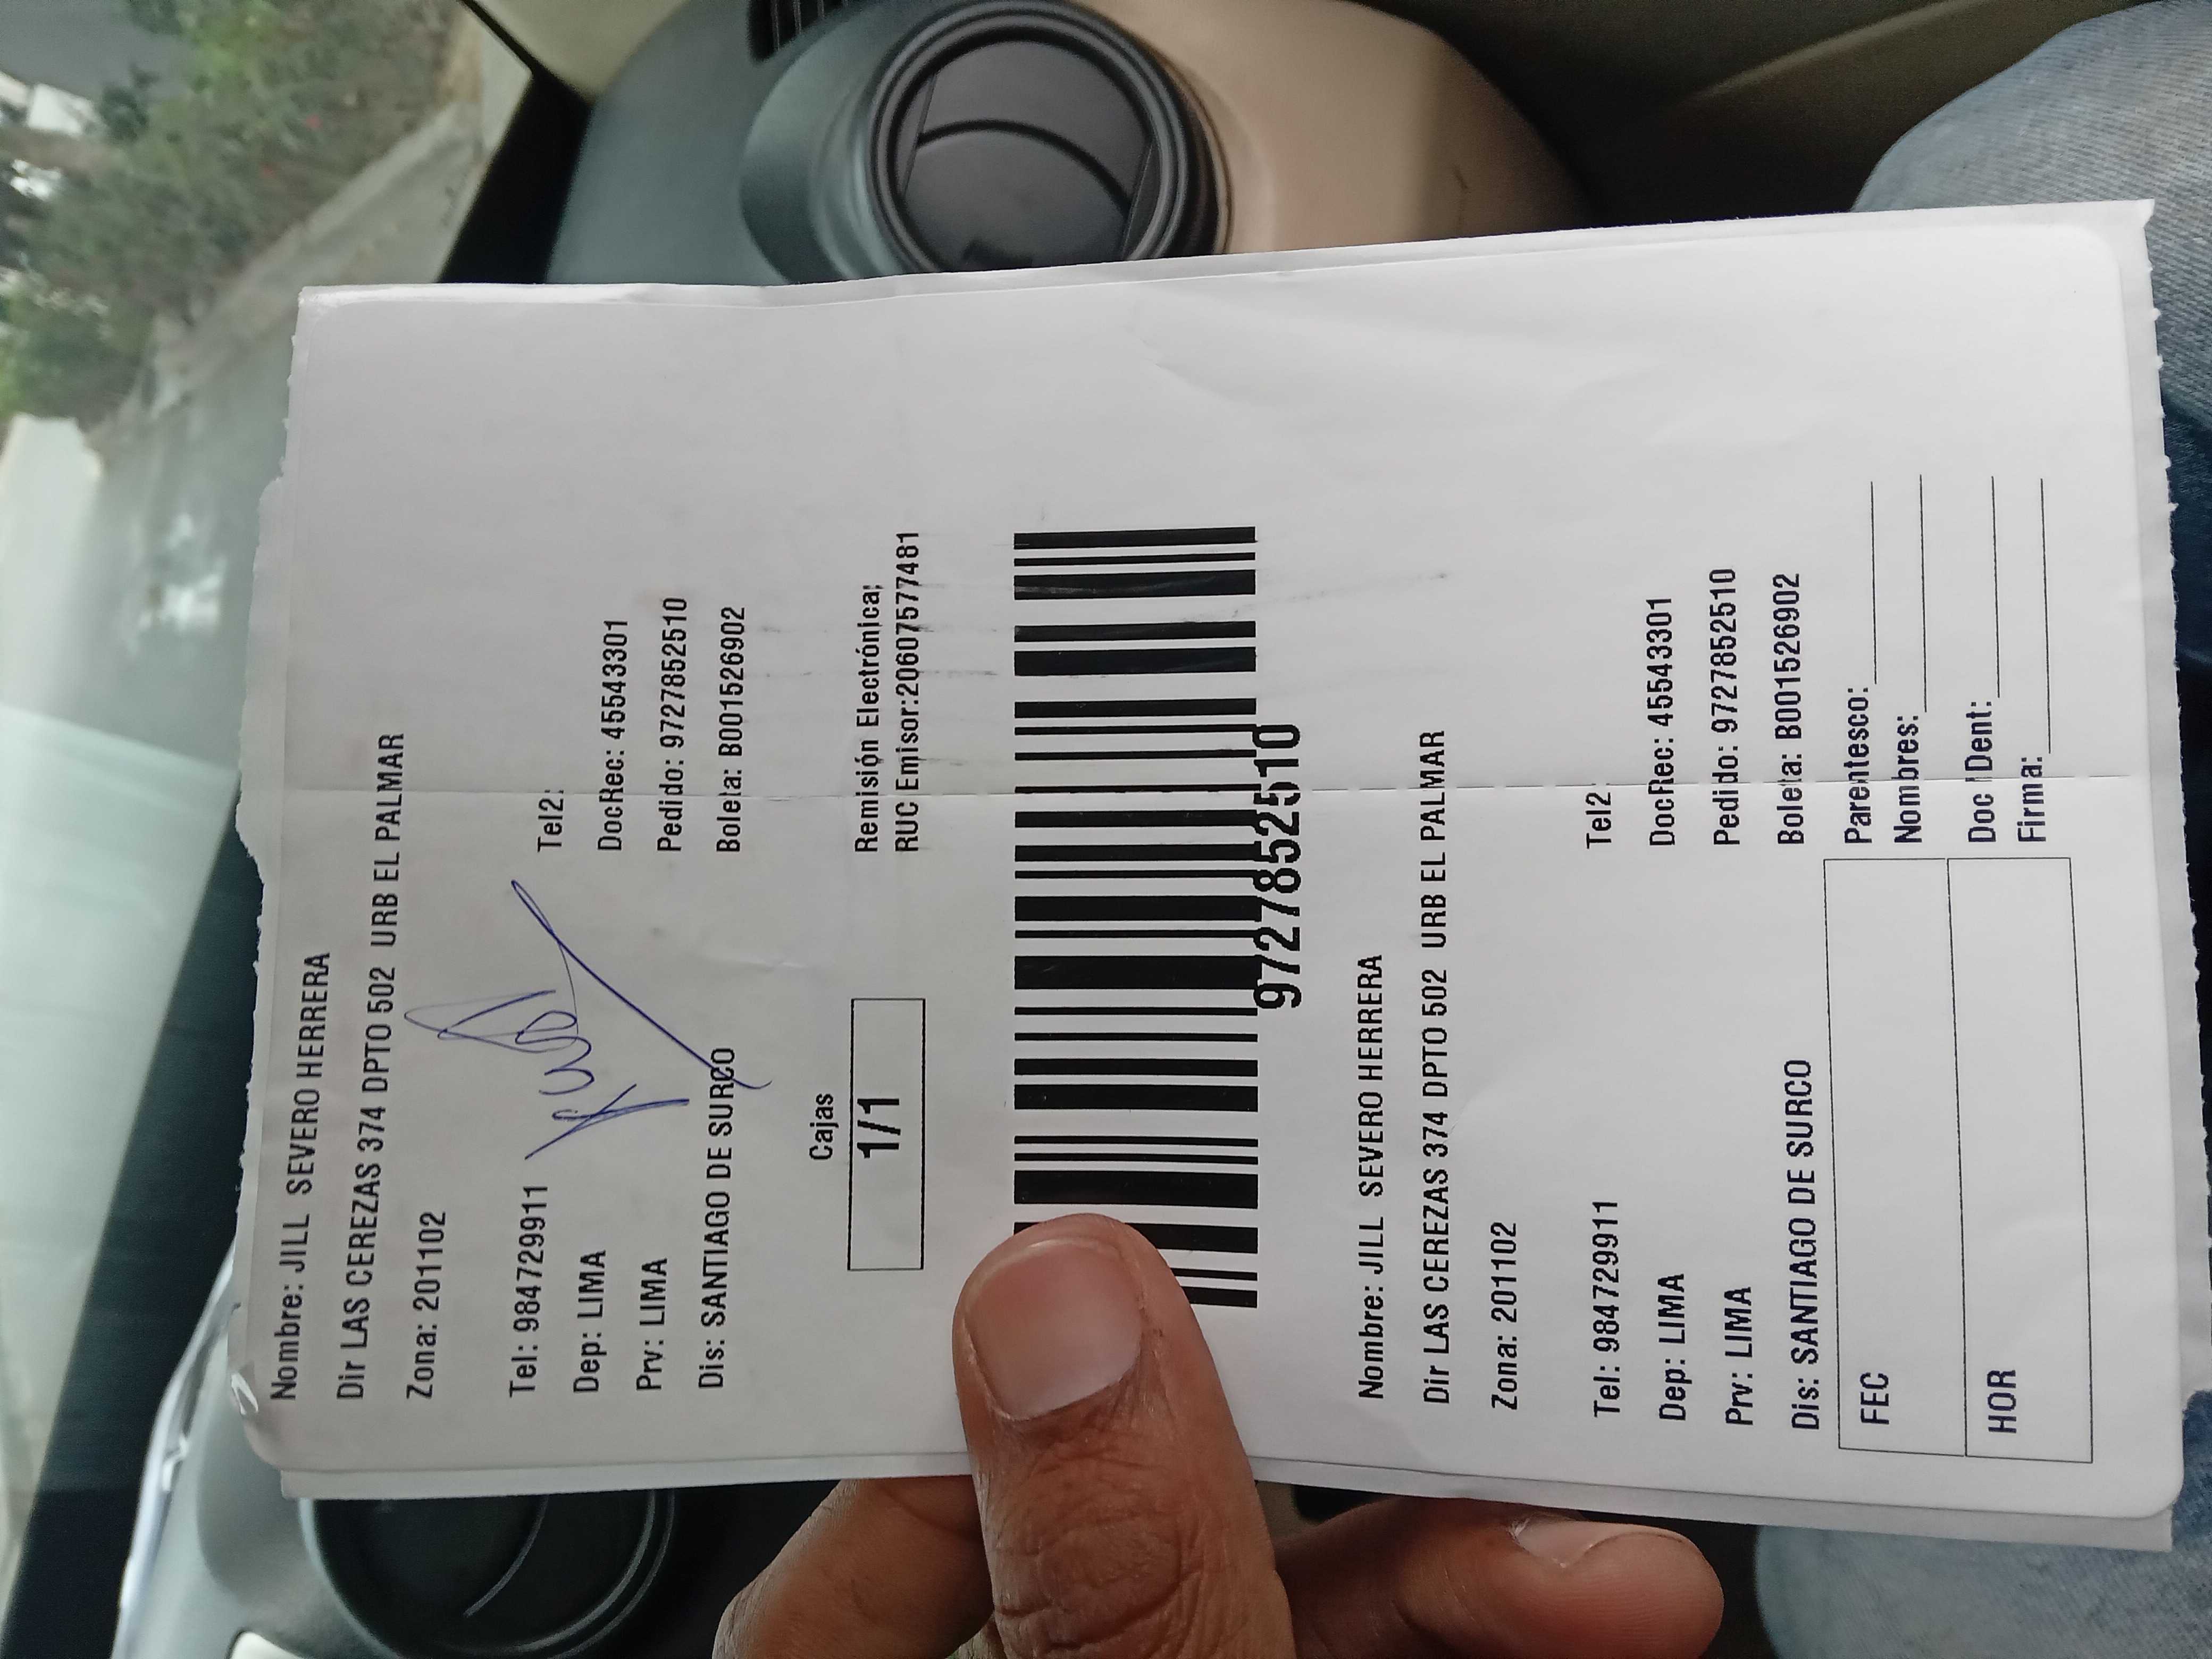 Nombre: JILL SEVERO HERRERA
Dir LAS CEREZAS 374 DPTO 502 URB EL PALMAR
Zona: 201102
Tel: 984729911 Tel2:
Dep: LIMA DocRec: 45543301
Prv: LIMA Pedido: 9727852510
Dis: SANTIAGO DE SURCO Boleta: B001526902
Cajas
1/1
Remisión Electrónica;
RUC Emisor:20607577481
9727852510
Nombre: JILL SEVERO HERRERA
Dir LAS CEREZAS 374 DPTO 502 URB EL PALMAR
Zona: 201102
Tel: 984729911 Tel2:
Dep: LIMA DocRec: 45543301
Prv: LIMA Pedido: 9727852510
Dis: SANTIAGO DE SURCO Boleta: B001526902
FEC
HOR
Parentesco:
Nombres:
Doc Dent:
Firma: